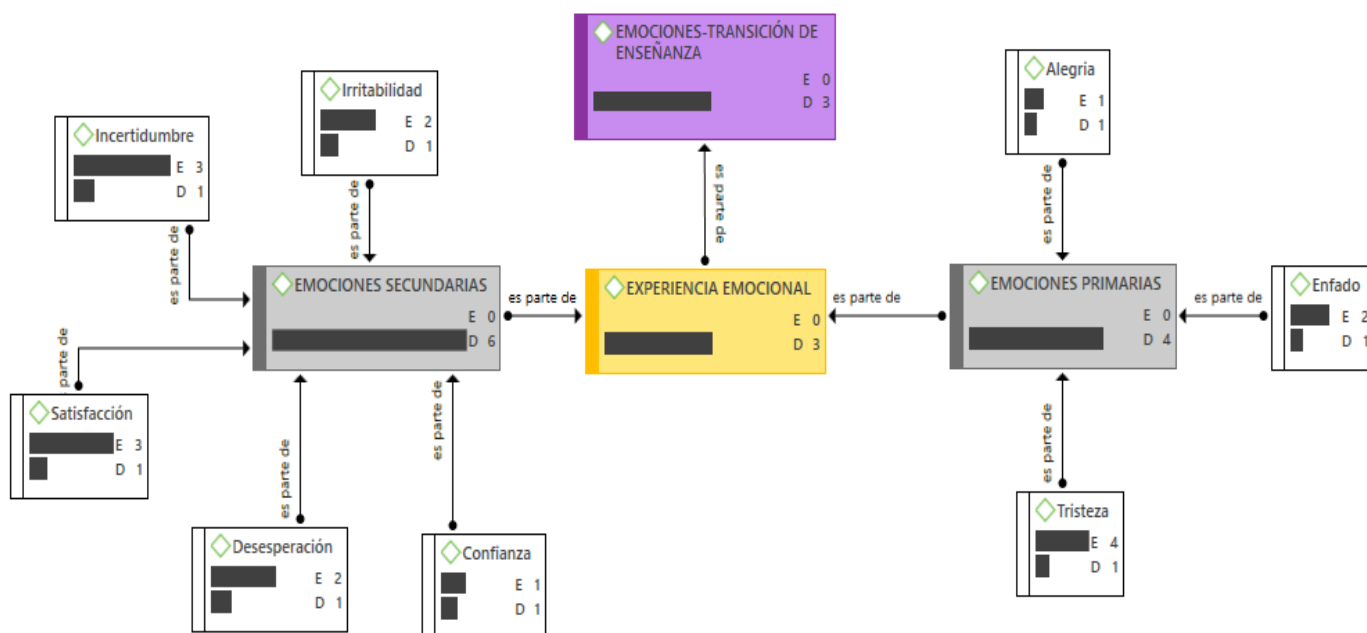 EMOCIONES-TRANSICIÓN DE
ENSEÑANZA
E 0
D 3
Irritabilidad
E 2
D 1
Alegria
E 1
D 1
Incertidumbre
E 3
D 1
es parte de
es parte de
es parte de
es parte de
EMOCIONES SECUNDARIAS
E 0
D 6
es parte de
EXPERIENCIA EMOCIONAL
E 0
D 3
es parte de
EMOCIONES PRIMARIAS
E 0
D 4
es parte de
Enfado
E 2
D 1
es parte de
Satisfacción
E 3
D 1
es parte de
es parte de
es parte de
Desesperación
E 2
D 1
Confianza
E 1
D 1
Tristeza
E 4
D 1